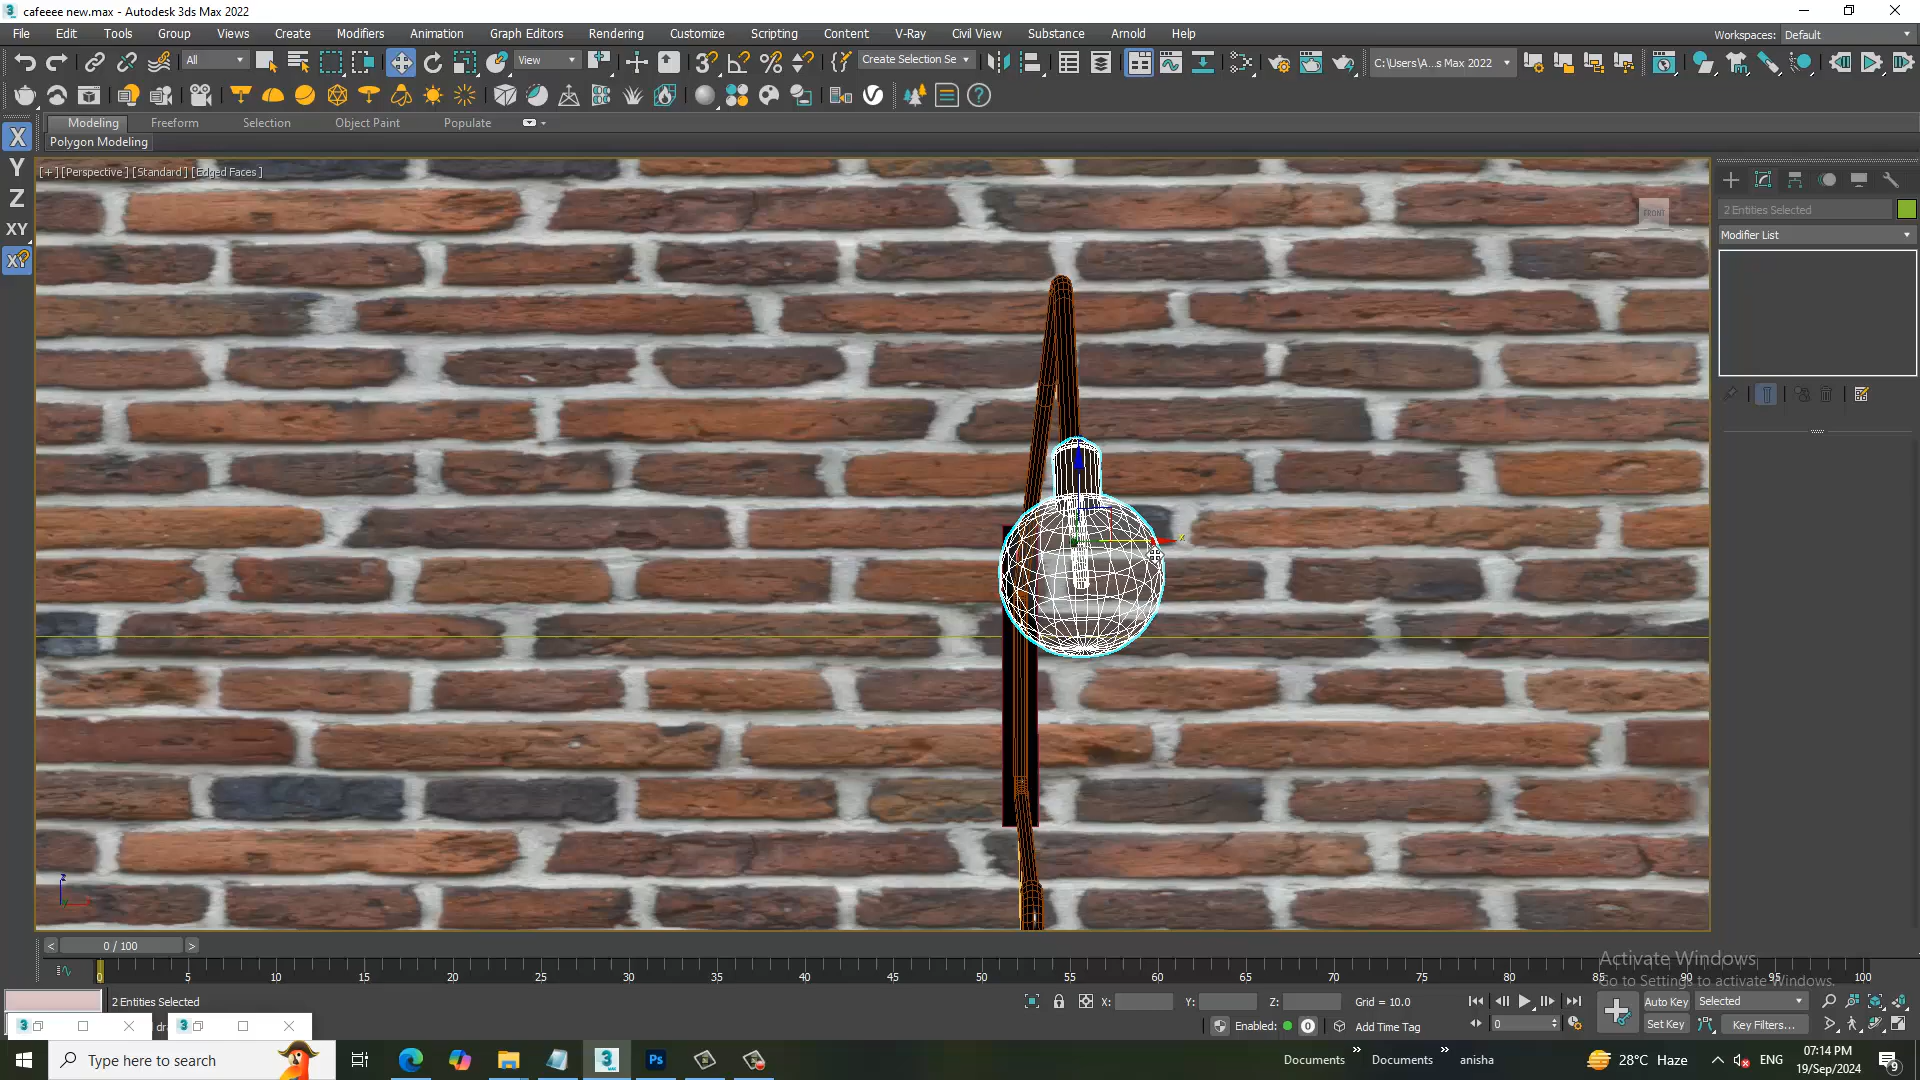 cafeeee new.max - Autodesk 3ds Max 2022
File Edit Tools Group Views Create Modifiers Animation Graph Editors Rendering Customize Scripting Content V-Ray Civil View Substance Arnold Help
Workspaces: Default
All View Create Selection Se C:\Users\A...s Max 2022
Modeling Freeform Selection Object Paint Populate
Polygon Modeling
X
Y
Z
XY
XY
[+] [Perspective ] [Standard ] [Edged Faces ]
FRONT
2 Entities Selected
Modifier List
x
z
0 / 100
0 5 10 15 20 25 30 35 40 45 50 55 60 65 70 75 80 85 90 95 100
Activate Windows
Go to Settings to activate Windows.
2 Entities Selected
X: Y: Z: Grid = 10.0
Auto Key Selected
Enabled: 0 Add Time Tag
0
Set Key Key Filters...
Type here to search
Documents Documents anisha
28°C Haze
ENG
07:14 PM
19/Sep/2024
9